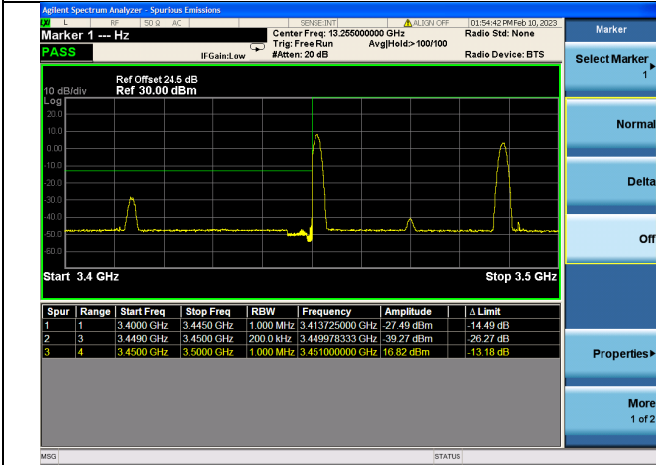 Agilent Spectrum Analyzer - Spurious Emissions
L RF 50 Ω AC SENSE:INT ALIGN OFF 01:54:42 PM Feb 10, 2023
Marker 1 --- Hz
Center Freq: 13.255000000 GHz
Radio Std: None
Trig: Free Run Avg|Hold:> 100/100
PASS
IFGain:Low
#Atten: 20 dB
Radio Device: BTS
Ref Offset 24.5 dB
10 dB/div Ref 30.00 dBm
Log
20.0
10.0
0.00
-10.0
-20.0
-30.0
-40.0
-50.0
-60.0
Start 3.4 GHz Stop 3.5 GHz
Spur Range Start Freq Stop Freq RBW Frequency Amplitude Δ Limit
1 1 3.4000 GHz 3.4450 GHz 1.000 MHz 3.413725000 GHz -27.49 dBm -14.49 dB
2 3 3.4490 GHz 3.4500 GHz 200.0 kHz 3.449978333 GHz -39.27 dBm -26.27 dB
3 4 3.4500 GHz 3.5000 GHz 1.000 MHz 3.451000000 GHz 16.82 dBm -13.18 dB
MSG STATUS
Marker
Select Marker
1
Normal
Delta
Off
Properties
More
1 of 2